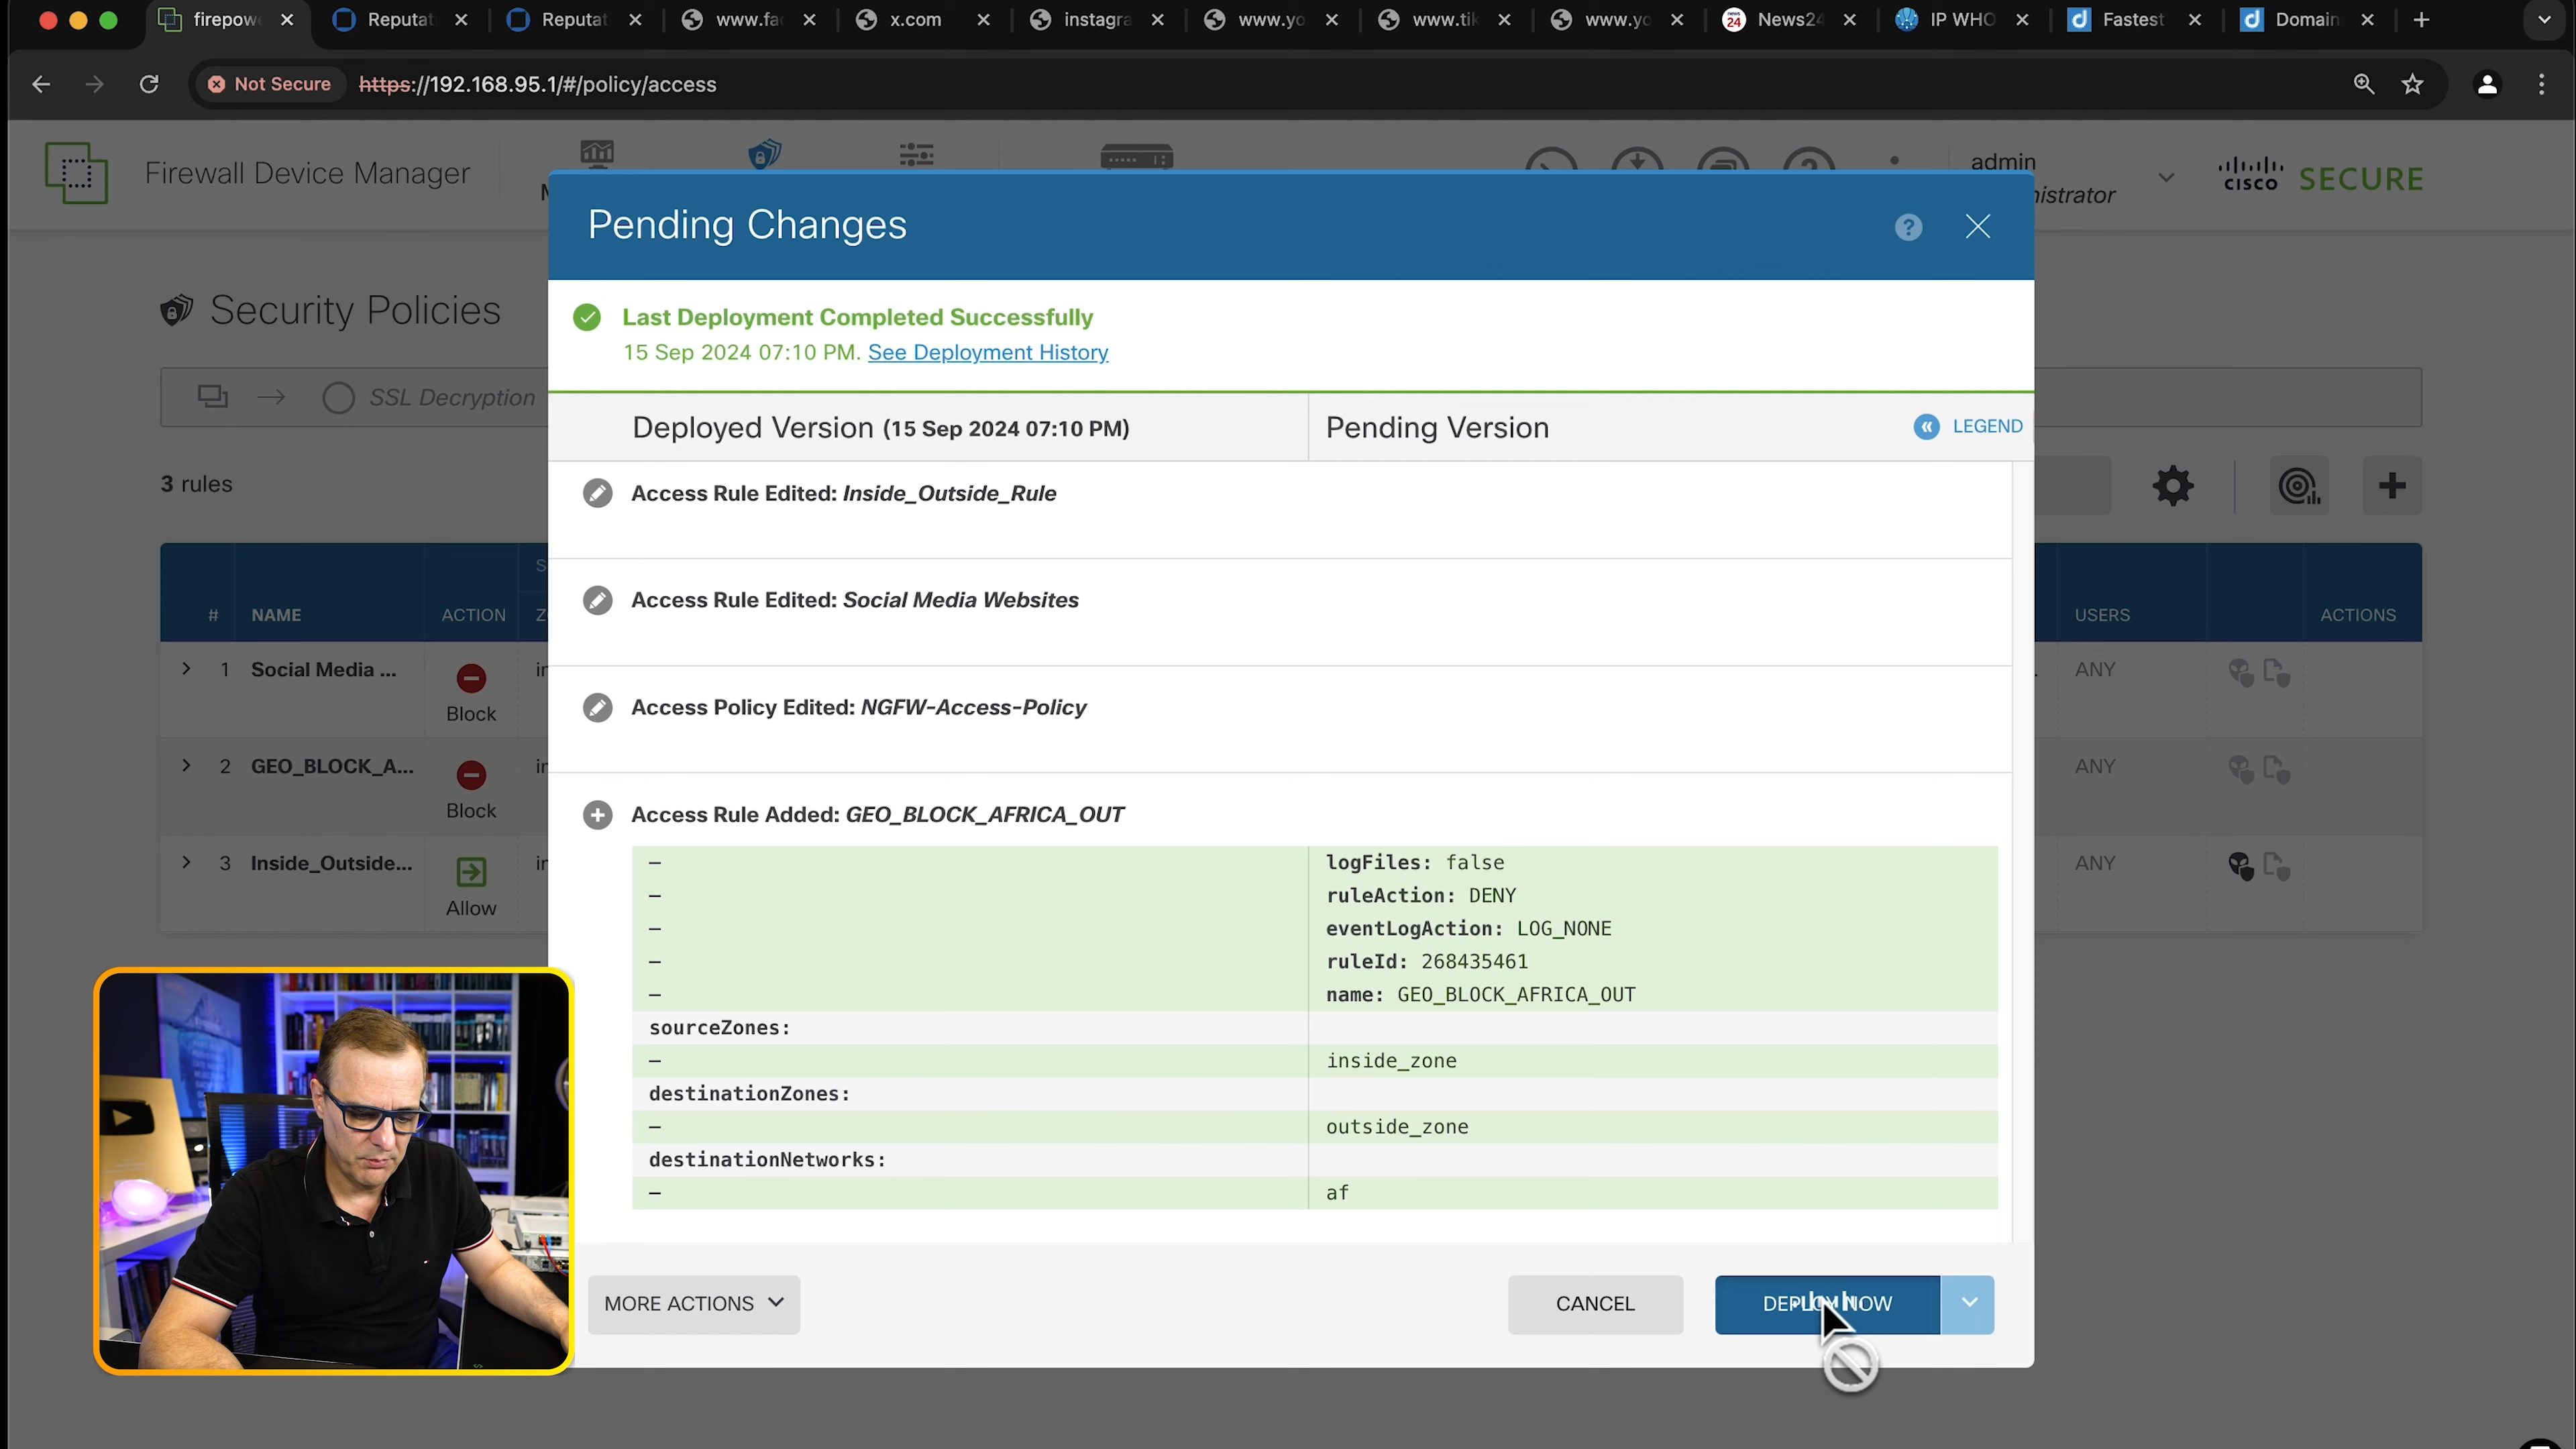 firepow
Reputat
Reputat
www.fa
x.com
instagra
www.yo
www.tik
www.yo
News24
IP WHO
Fastest
Domain
Not Secure
https://192.168.95.1/#/policy/access
Firewall Device Manager
admin
CISCO SECURE
Pending Changes
Last Deployment Completed Successfully
15 Sep 2024 07:10 PM. See Deployment History
Security Policies
SSL Decryption
Deployed Version (15 Sep 2024 07:10 PM)
Pending Version
LEGEND
3 rules
# NAME ACTION
USERS ACTIONS
1 Social Media ... Block ANY
2 GEO_BLOCK_A... Block ANY
3 Inside_Outside... Allow ANY
Access Rule Edited: Inside_Outside_Rule
Access Rule Edited: Social Media Websites
Access Policy Edited: NGFW-Access-Policy
Access Rule Added: GEO_BLOCK_AFRICA_OUT
– logFiles: false
– ruleAction: DENY
– eventLogAction: LOG_NONE
– ruleId: 268435461
– name: GEO_BLOCK_AFRICA_OUT
sourceZones:
– inside_zone
destinationZones:
– outside_zone
destinationNetworks:
– af
MORE ACTIONS
CANCEL
DEPLOY NOW